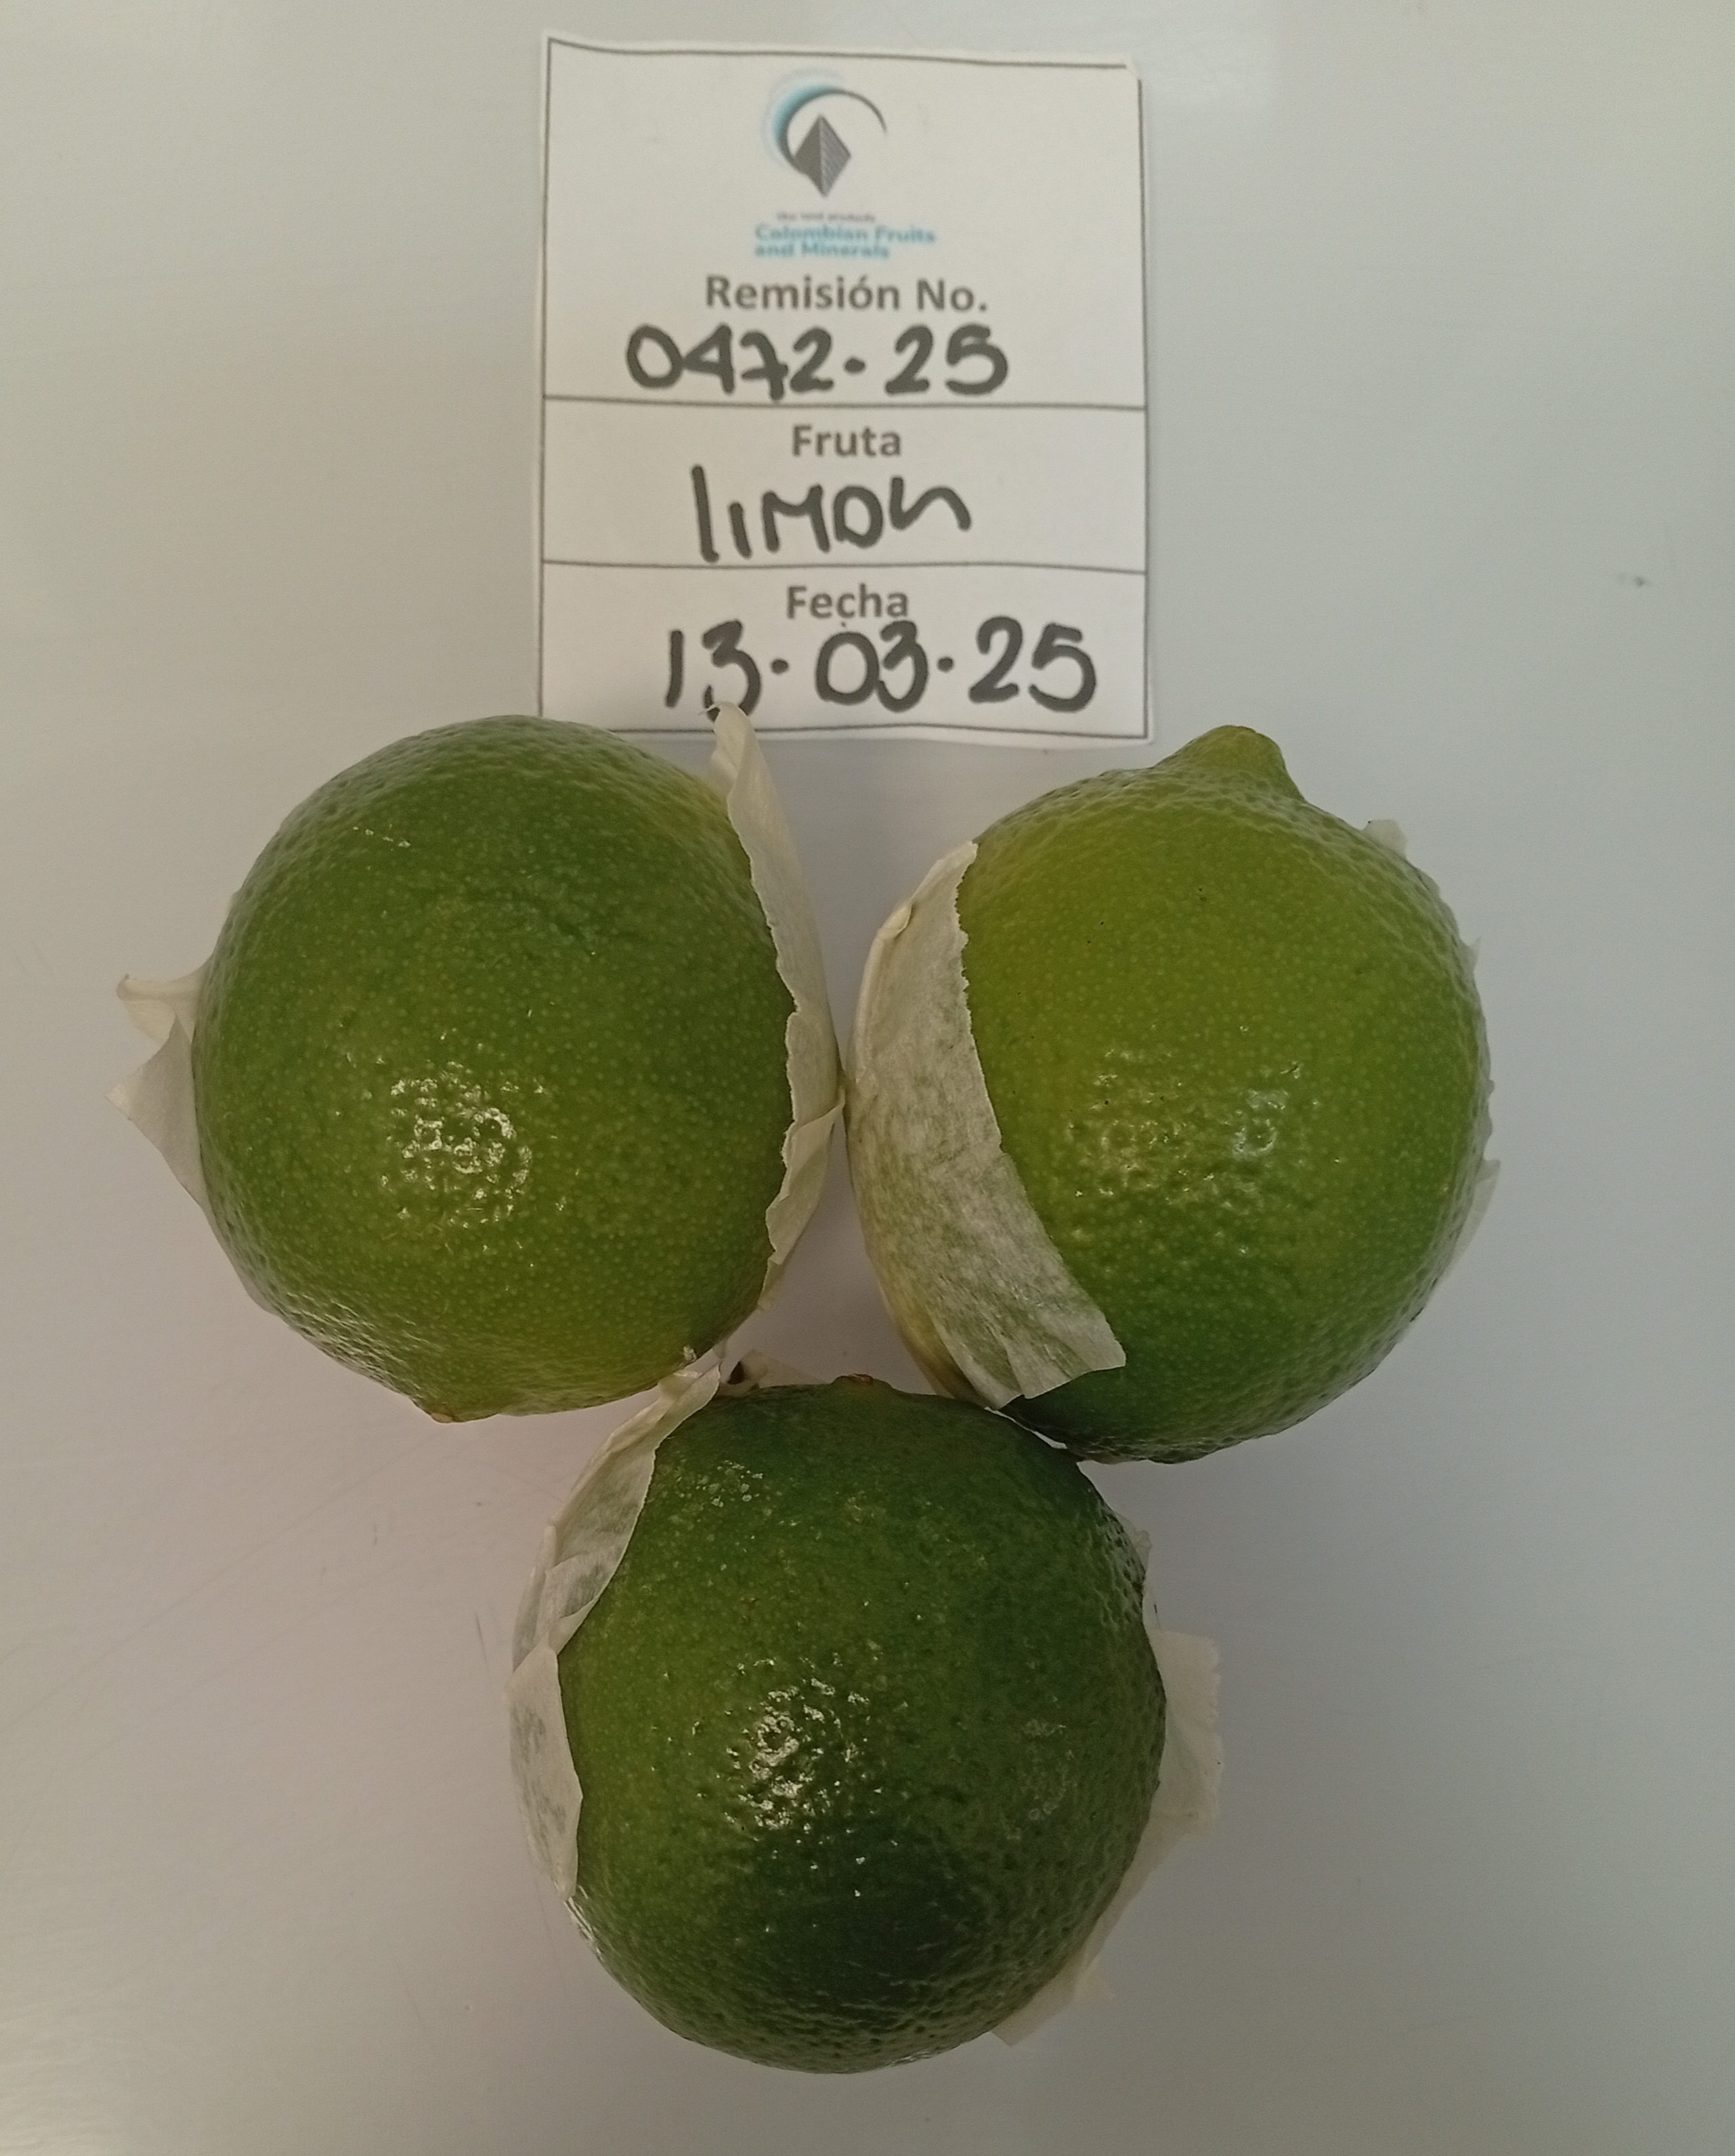 Colombian Fruits
and Minerals
Remisión No.
0472-25
Fruta
limon
Fecha
13-03-25